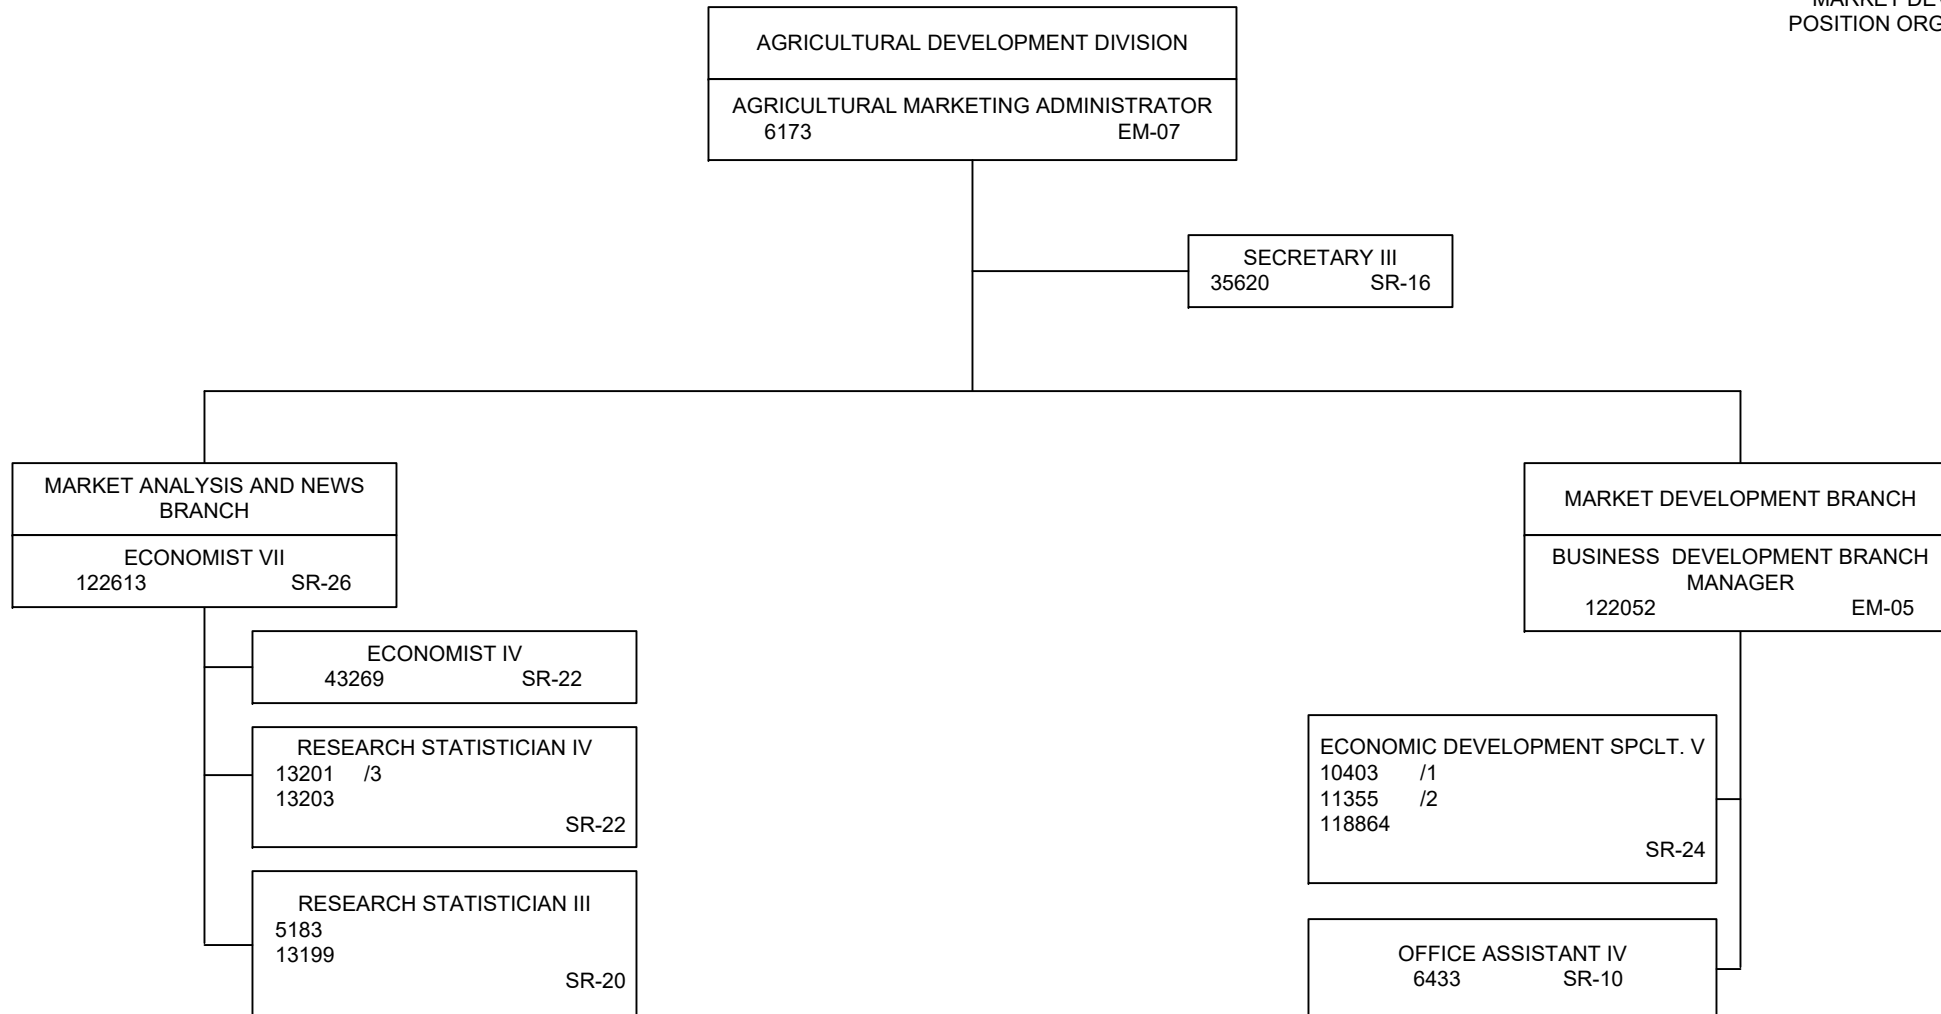 POSITION ORG
AGRICULTURAL DEVELOPMENT DIVISION
AGRICULTURAL MARKETING ADMINISTRATOR
6173 EM-07
SECRETARY III
35620 SR-16
MARKET ANALYSIS AND NEWS
BRANCH
ECONOMIST VII
122613 SR-26
ECONOMIST IV
43269 SR-22
RESEARCH STATISTICIAN IV
13201 /3
13203
SR-22
RESEARCH STATISTICIAN III
5183
13199
SR-20
MARKET DEVELOPMENT BRANCH
BUSINESS DEVELOPMENT BRANCH
MANAGER
122052 EM-05
ECONOMIC DEVELOPMENT SPCLT. V
10403 /1
11355 /2
118864
SR-24
OFFICE ASSISTANT IV
6433 SR-10